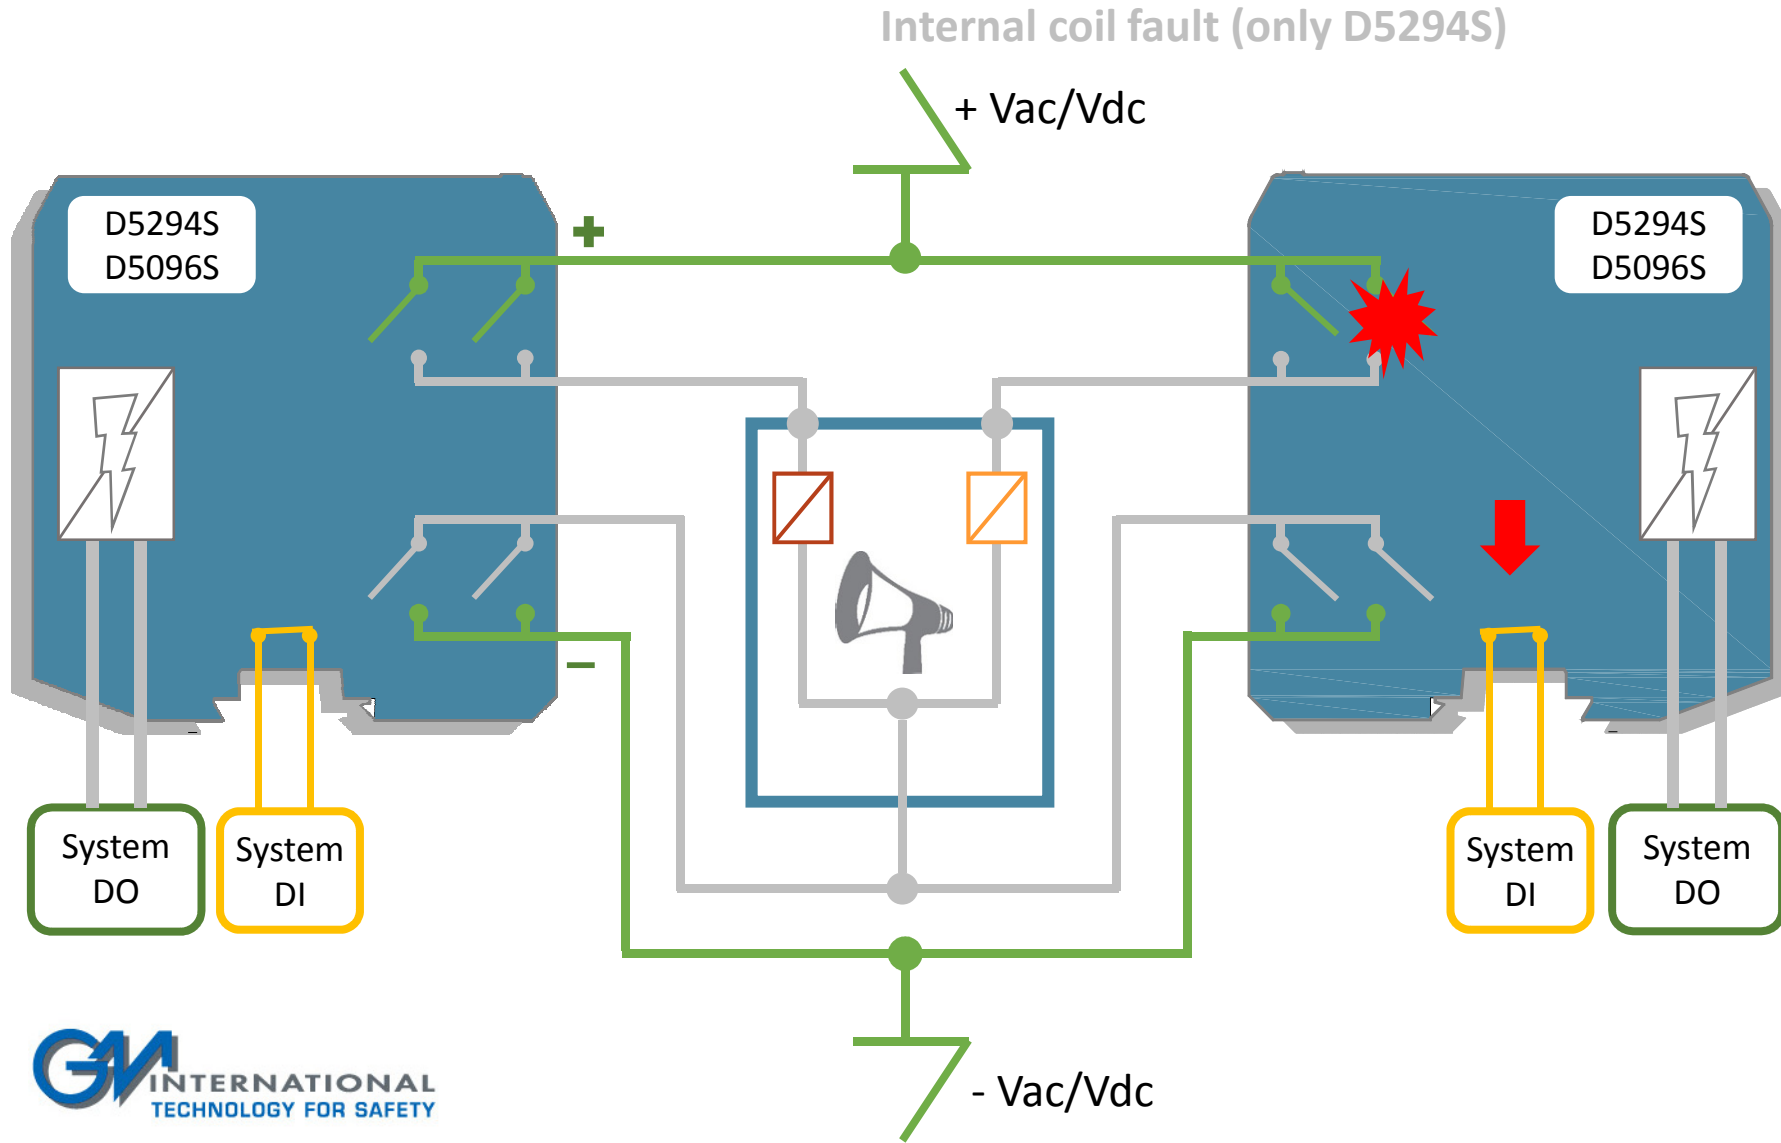 Internal coil fault (only D5294S)
+ Vac/Vdc
D5294S
D5096S
D5294S
D5096S
+
–
System
DO
System
DI
System
DI
System
DO
- Vac/Vdc
GM
INTERNATIONAL
TECHNOLOGY FOR SAFETY